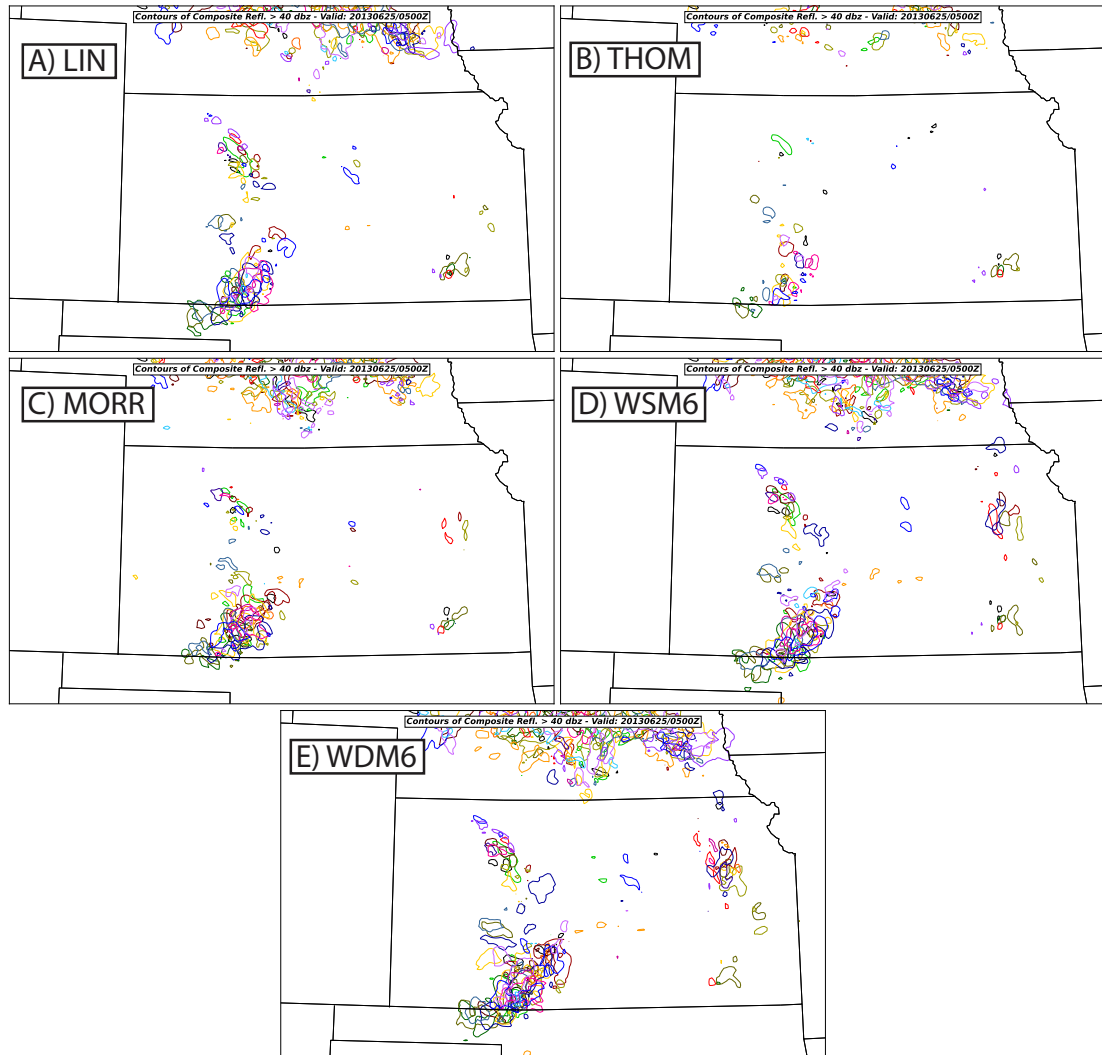 Contours of Composite Refl. > 40 dbz - Valid: 20130625/0500Z
A) LIN
Contours of Composite Refl. > 40 dbz - Valid: 20130625/0500Z
B) THOM
Contours of Composite Refl. > 40 dbz - Valid: 20130625/0500Z
C) MORR
Contours of Composite Refl. > 40 dbz - Valid: 20130625/0500Z
D) WSM6
Contours of Composite Refl. > 40 dbz - Valid: 20130625/0500Z
E) WDM6